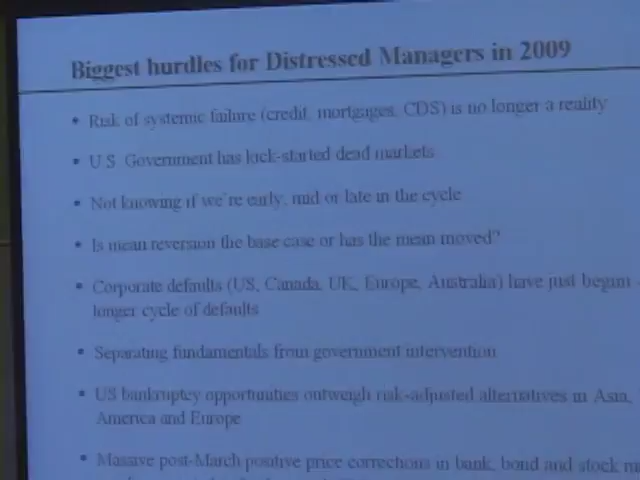 Biggest hurdles for Distressed Managers in 2009
• Risk of systemic failure (credit, mortgages, CDS) is no longer a reality
• U.S. Government has kick-started dead markets
• Not knowing if we're early, mid or late in the cycle
• Is mean reversion the base case or has the mean moved?
• Corporate defaults (US, Canada, UK, Europe, Australia) have just begun
longer cycle of defaults
• Separating fundamentals from government intervention
• US bankruptcy opportunities outweigh risk-adjusted alternatives in Asia,
America and Europe
• Massive post-March positive price corrections in bank, bond and stock